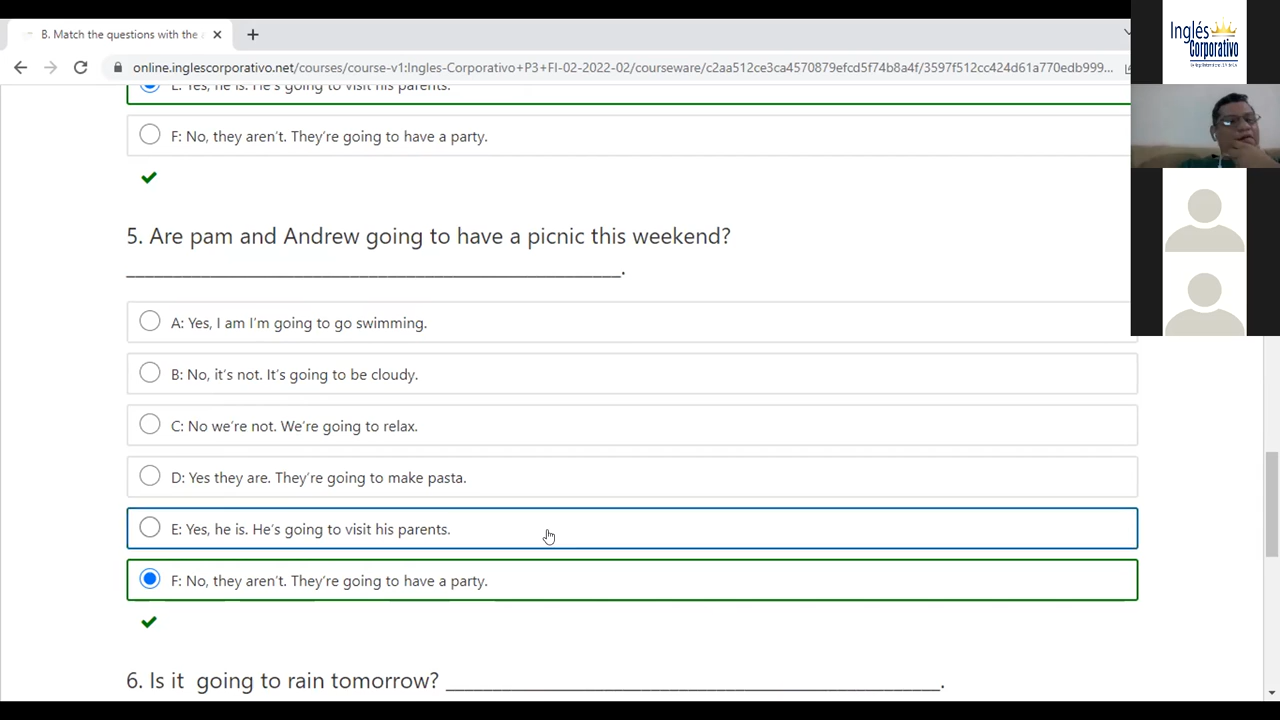 B. Match the questions with the
Inglés
Corporativo
online.inglescorporativo.net/courses/course-v1:Ingles-Corporativo+P3+FI-02-2022-02/courseware/c2aa512ce3ca4570879efcd5f74b8a4f/3597f512cc424d61a770edb999...
E: Yes, he is. He's going to visit his parents.
F: No, they aren't. They're going to have a party.
5. Are pam and Andrew going to have a picnic this weekend?
____________________________________________.
A: Yes, I am I'm going to go swimming.
B: No, it's not. It's going to be cloudy.
C: No we're not. We're going to relax.
D: Yes they are. They're going to make pasta.
E: Yes, he is. He's going to visit his parents.
F: No, they aren't. They're going to have a party.
6. Is it going to rain tomorrow? ____________________________________________.